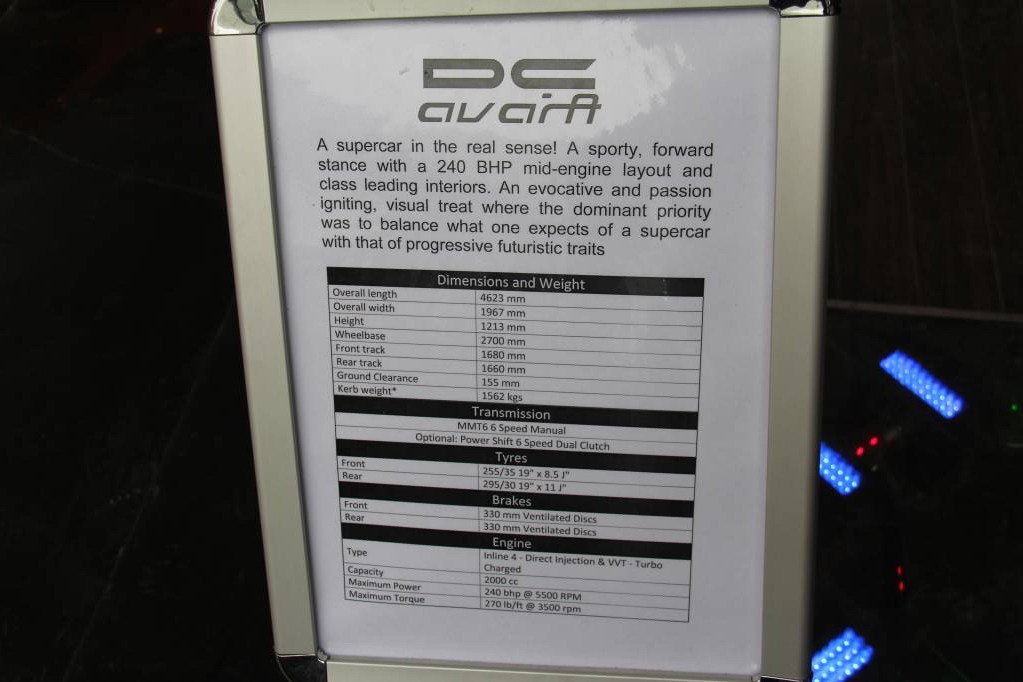 DC
avanti
A supercar in the real sense! A sporty, forward
stance with a 240 BHP mid-engine layout and
class leading interiors. An evocative and passion
igniting, visual treat where the dominant priority
was to balance what one expects of a supercar
with that of progressive futuristic traits
Dimensions and Weight
Overall length 4623 mm
Overall width 1967 mm
Height 1213 mm
Wheelbase 2700 mm
Front track 1680 mm
Rear track 1660 mm
Ground Clearance 155 mm
Kerb weight* 1562 kgs
Transmission
MMT6 6 Speed Manual
Optional: Power Shift 6 Speed Dual Clutch
Tyres
Front 255/35 19" x 8.5 J"
Rear 295/30 19" x 11 J"
Brakes
Front 330 mm Ventilated Discs
Rear 330 mm Ventilated Discs
Engine
Type Inline 4 - Direct Injection & VVT - Turbo
Charged
Capacity 2000 cc
Maximum Power 240 bhp @ 5500 RPM
Maximum Torque 270 lb/ft @ 3500 rpm